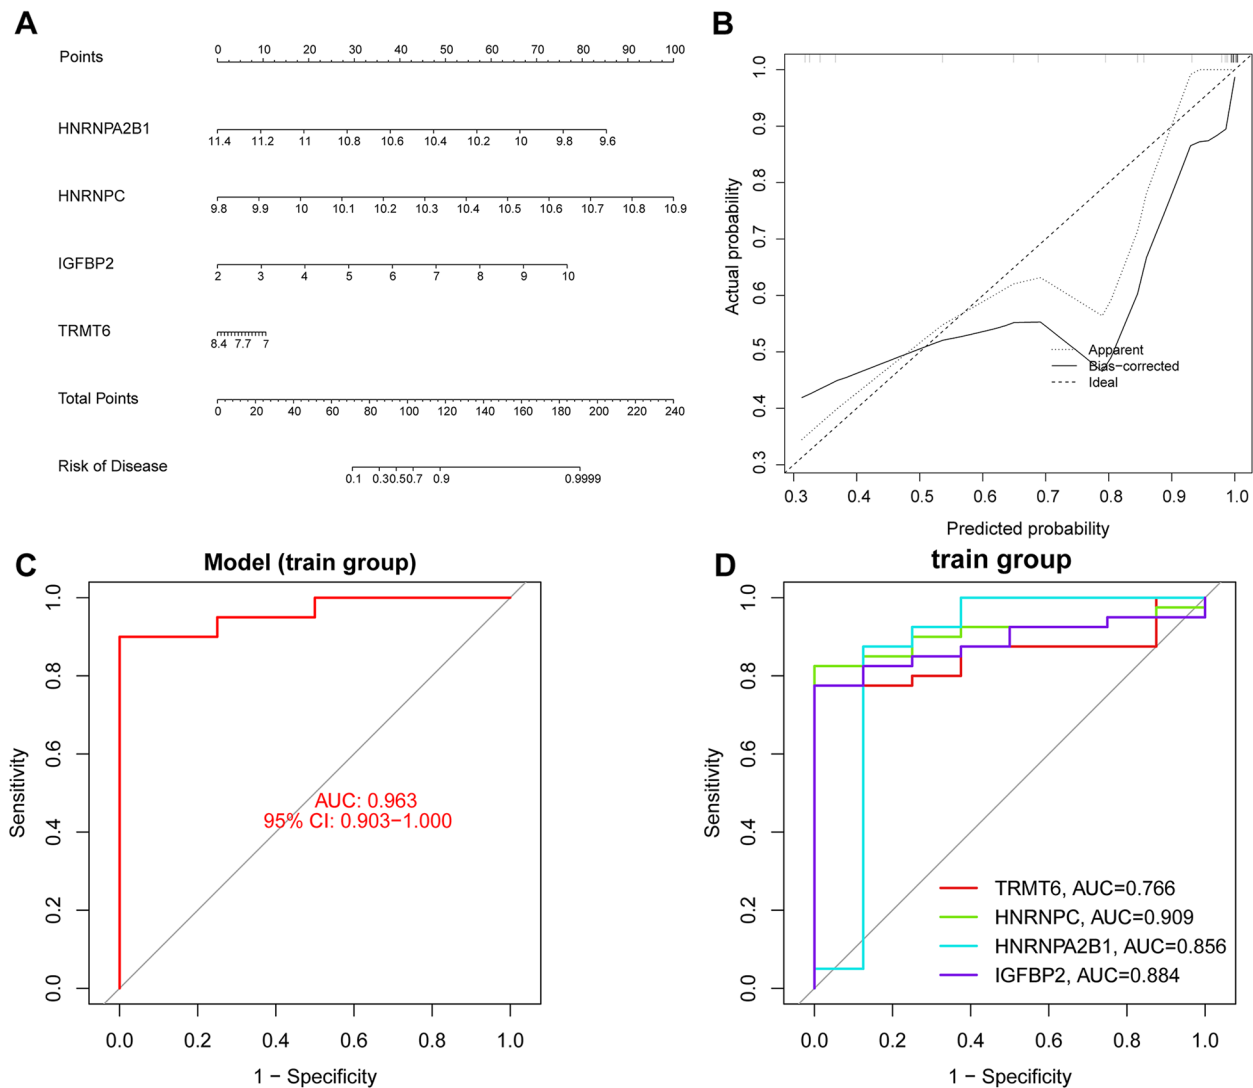 A
Points
0 10 20 30 40 50 60 70 80 90 100
HNRNPA2B1
11.4 11.2 11 10.8 10.6 10.4 10.2 10 9.8 9.6
HNRNPC
9.8 9.9 10 10.1 10.2 10.3 10.4 10.5 10.6 10.7 10.8 10.9
IGFBP2
2 3 4 5 6 7 8 9 10
TRMT6
8.4 7.7 7
Total Points
0 20 40 60 80 100 120 140 160 180 200 220 240
Risk of Disease
0.1 0.30.50.7 0.9 0.9999
B
Actual probability
1.0
0.9
0.8
0.7
0.6
0.5
0.4
0.3
Apparent
Bias−corrected
Ideal
0.3 0.4 0.5 0.6 0.7 0.8 0.9 1.0
Predicted probability
C
Model (train group)
Sensitivity
1.0
0.8
0.6
0.4
0.2
0.0
AUC: 0.963
95% CI: 0.903−1.000
0.0 0.2 0.4 0.6 0.8 1.0
1 − Specificity
D
train group
Sensitivity
1.0
0.8
0.6
0.4
0.2
0.0
TRMT6, AUC=0.766
HNRNPC, AUC=0.909
HNRNPA2B1, AUC=0.856
IGFBP2, AUC=0.884
0.0 0.2 0.4 0.6 0.8 1.0
1 − Specificity